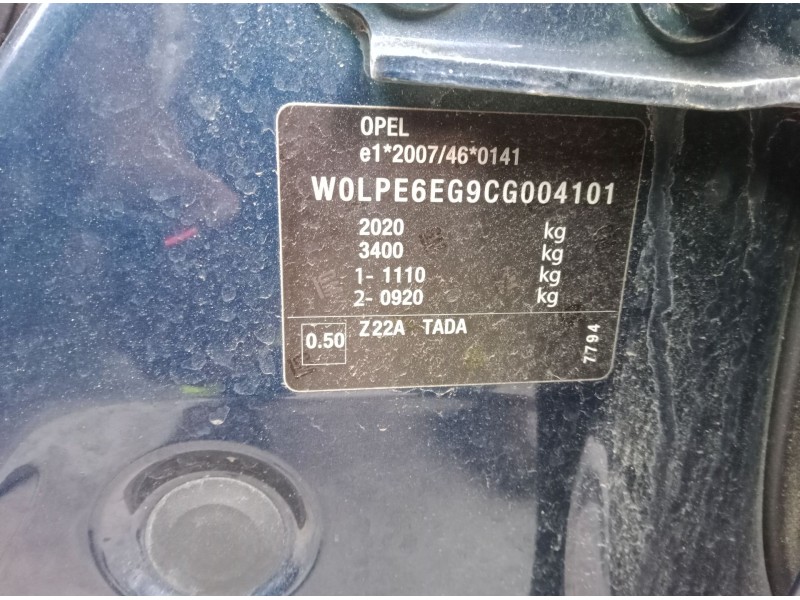 OPEL
e1*2007/46*0141
W0LPE6EG9CG004101
2020 kg
3400 kg
1- 1110 kg
2- 0920 kg
0.50 Z22A TADA
7794